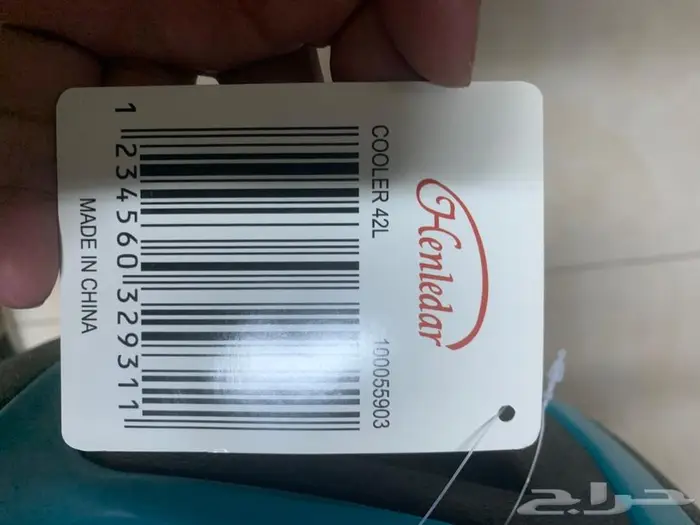 Henledar
COOLER 42L 100055903
1 234560 329311
MADE IN CHINA
حراج